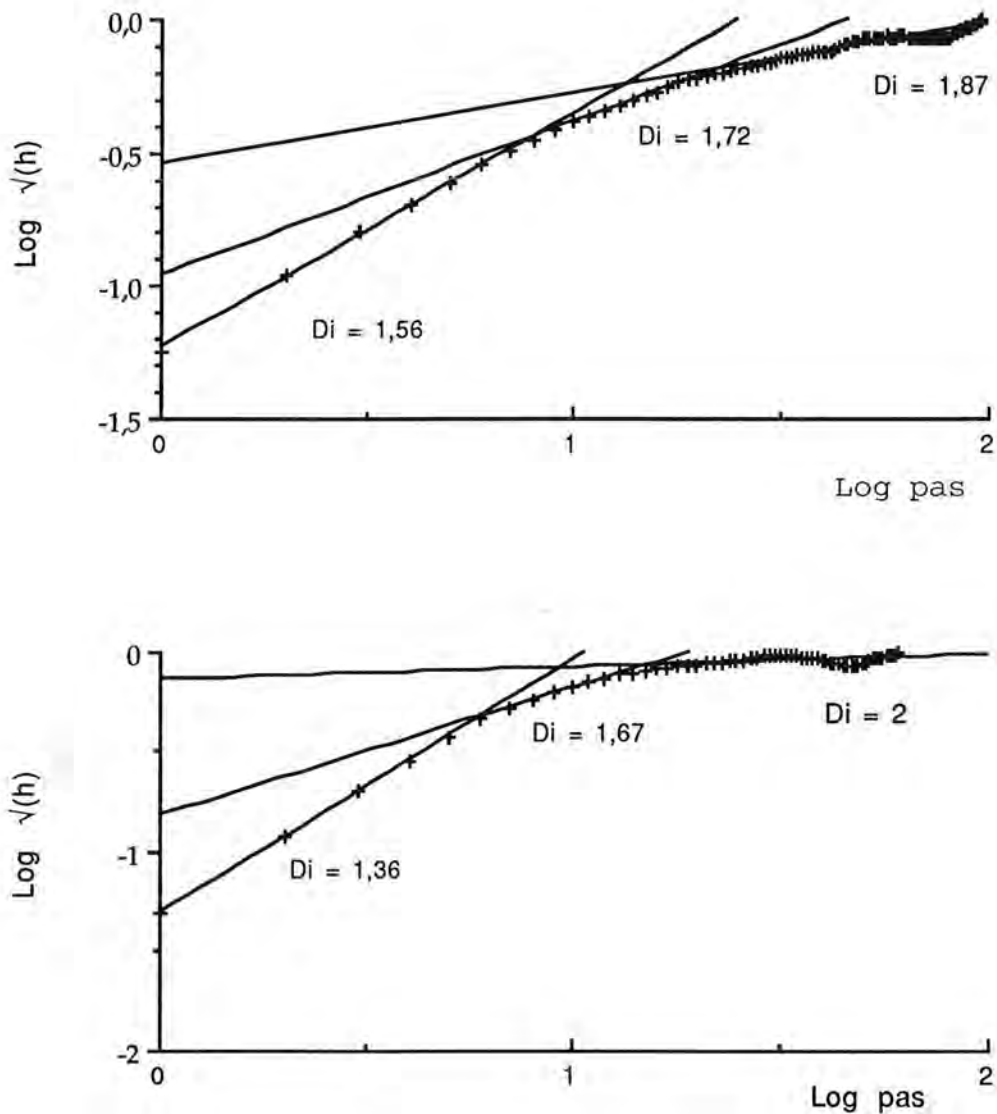 0,0
-0,5
-1,0
-1,5
Log √(h)
Di = 1,87
Di = 1,72
Di = 1,56
0
1
2
Log pas
0
-1
-2
Log √(h)
Di = 1,67
Di = 2
Di = 1,36
0
1
2
Log pas